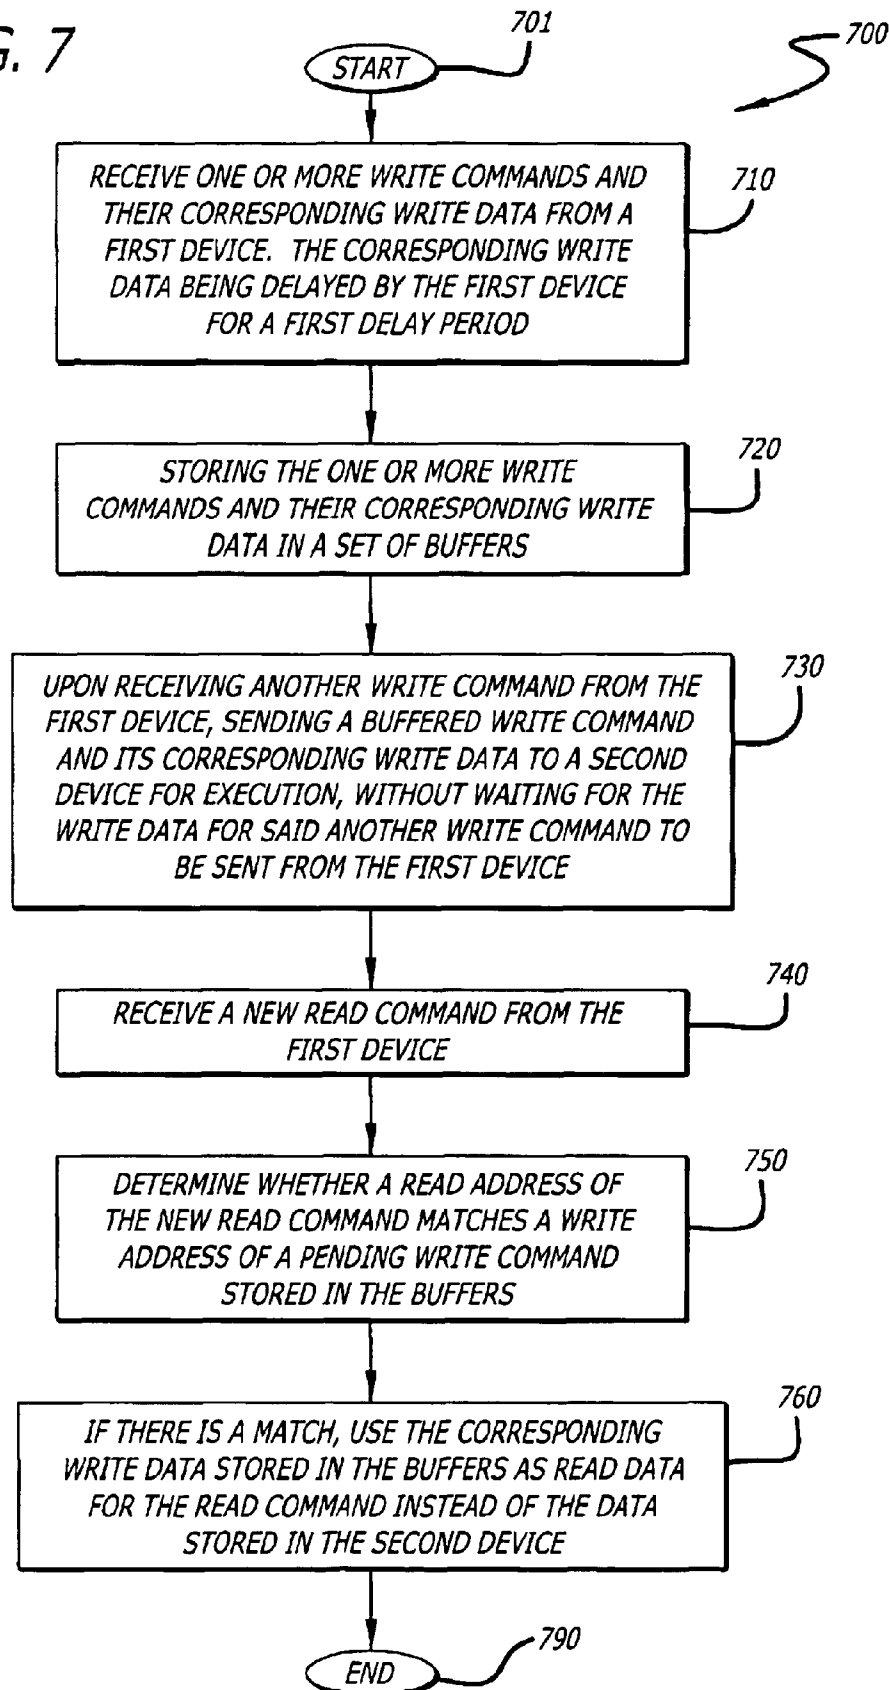 G. 7
701
700
START
RECEIVE ONE OR MORE WRITE COMMANDS AND
THEIR CORRESPONDING WRITE DATA FROM A
FIRST DEVICE. THE CORRESPONDING WRITE
DATA BEING DELAYED BY THE FIRST DEVICE
FOR A FIRST DELAY PERIOD
710
STORING THE ONE OR MORE WRITE
COMMANDS AND THEIR CORRESPONDING WRITE
DATA IN A SET OF BUFFERS
720
UPON RECEIVING ANOTHER WRITE COMMAND FROM THE
FIRST DEVICE, SENDING A BUFFERED WRITE COMMAND
AND ITS CORRESPONDING WRITE DATA TO A SECOND
DEVICE FOR EXECUTION, WITHOUT WAITING FOR THE
WRITE DATA FOR SAID ANOTHER WRITE COMMAND TO
BE SENT FROM THE FIRST DEVICE
730
RECEIVE A NEW READ COMMAND FROM THE
FIRST DEVICE
740
DETERMINE WHETHER A READ ADDRESS OF
THE NEW READ COMMAND MATCHES A WRITE
ADDRESS OF A PENDING WRITE COMMAND
STORED IN THE BUFFERS
750
IF THERE IS A MATCH, USE THE CORRESPONDING
WRITE DATA STORED IN THE BUFFERS AS READ DATA
FOR THE READ COMMAND INSTEAD OF THE DATA
STORED IN THE SECOND DEVICE
760
END
790